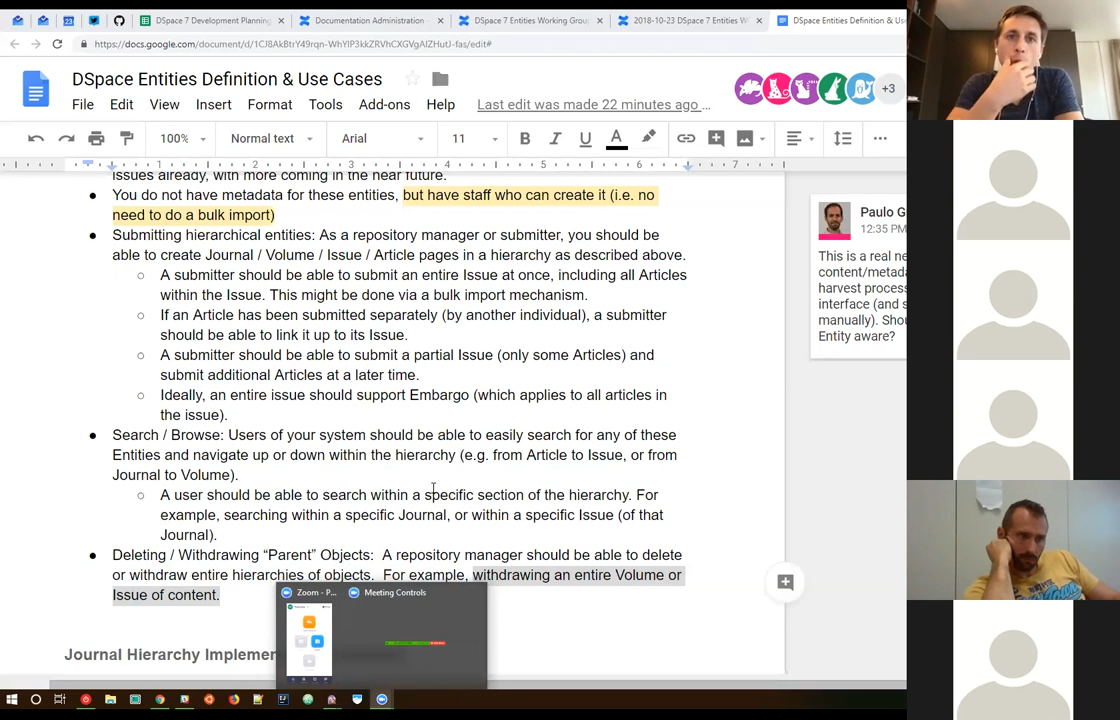 DSpace 7 Development Planning
Documentation Administration -
DSpace 7 Entities Working Grou
2018-10-23 DSpace 7 Entities W
DSpace Entities Definition & Us
https://docs.google.com/document/d/1CJ8AkBtrY49rqn-WhYIP3kkZRVhCXGVgAIZHutJ-fas/edit#
DSpace Entities Definition & Use Cases
+3
File Edit View Insert Format Tools Add-ons Help Last edit was made 22 minutes ago ...
100% Normal text Arial 11 B I U A
1 2 3 4 5 6 7
issues already, with more coming in the near future.
● You do not have metadata for these entities, but have staff who can create it (i.e. no
need to do a bulk import)
● Submitting hierarchical entities: As a repository manager or submitter, you should be
able to create Journal / Volume / Issue / Article pages in a hierarchy as described above.
○ A submitter should be able to submit an entire Issue at once, including all Articles
within the Issue. This might be done via a bulk import mechanism.
○ If an Article has been submitted separately (by another individual), a submitter
should be able to link it up to its Issue.
○ A submitter should be able to submit a partial Issue (only some Articles) and
submit additional Articles at a later time.
○ Ideally, an entire issue should support Embargo (which applies to all articles in
the issue).
● Search / Browse: Users of your system should be able to easily search for any of these
Entities and navigate up or down within the hierarchy (e.g. from Article to Issue, or from
Journal to Volume).
○ A user should be able to search within a specific section of the hierarchy. For
example, searching within a specific Journal, or within a specific Issue (of that
Journal).
● Deleting / Withdrawing “Parent” Objects: A repository manager should be able to delete
or withdraw entire hierarchies of objects. For example, withdrawing an entire Volume or
Issue of content.
Journal Hierarchy Implemen
Paulo G
12:35 PM
This is a real ne
content/metada
harvest process
interface (and s
manually). Shou
Entity aware?
Zoom - P... Meeting Controls